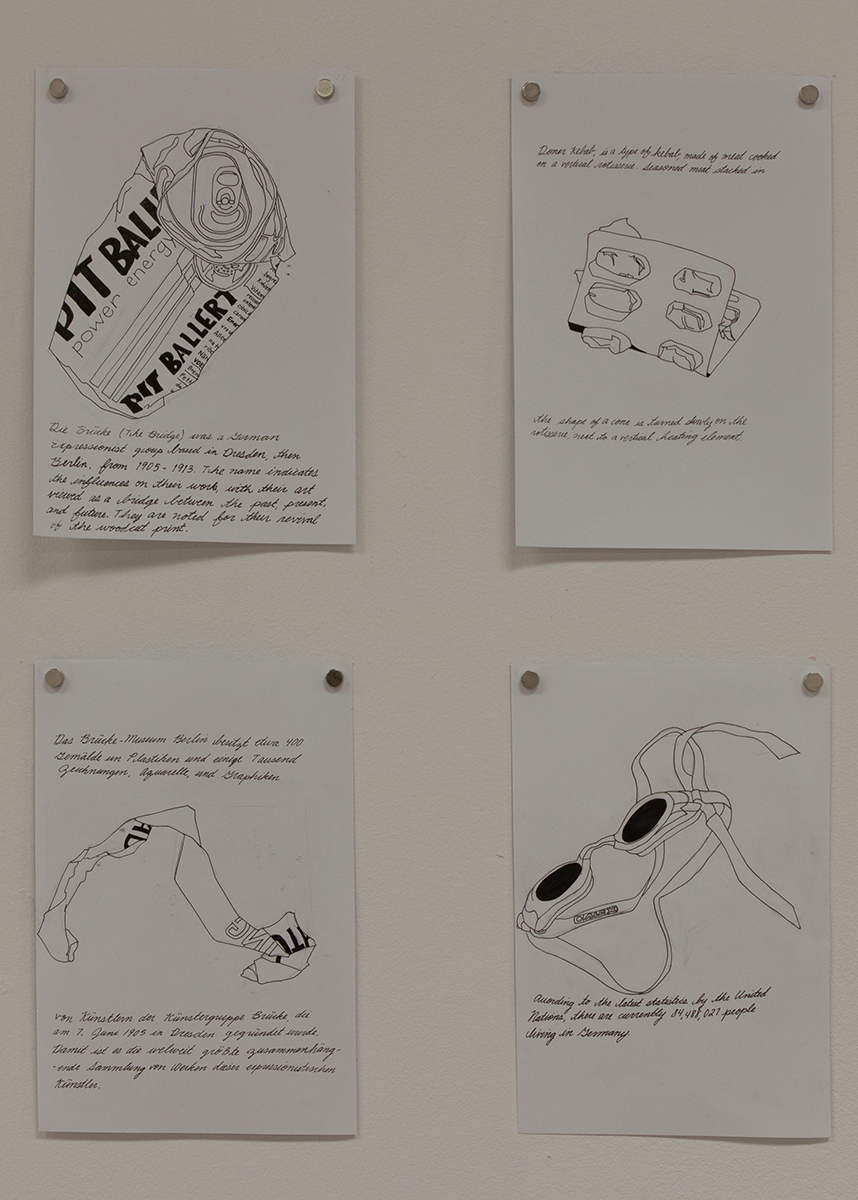 PIT BALL
power energy
PIT BALLERT
Die Brücke (The Bridge) was a German
Expressionist group based in Dresden, then
Berlin, from 1905 - 1913. The name indicates
the influences on their work, with their art
viewed as a bridge between the past, present,
and future. They are noted for their revival
of the woodcut print.
Doner Kebab, is a type of kebab, made of meat cooked
on a vertical rotisserie. Seasoned meat stacked in
the shape of a cone is turned slowly on the
rotisserie, next to a vertical heating element.
Das Brücke-Museum Berlin besitzt etwa 400
Gemälde un Plastiken und einige Tausend
Zeichnungen, Aquarelle, und Graphiken
von Künstlern der Künstergruppe Brücke, die
am 7. Juni 1905 in Dresden gegründet wurde.
Damit ist es die weltweit größte zusammenhäng-
-ende Sammlung von Werken dieser expressionistischen
Künstler.
According to the latest statisteis by the United
Nations, there are currently 84,488,027 people
living in Germany